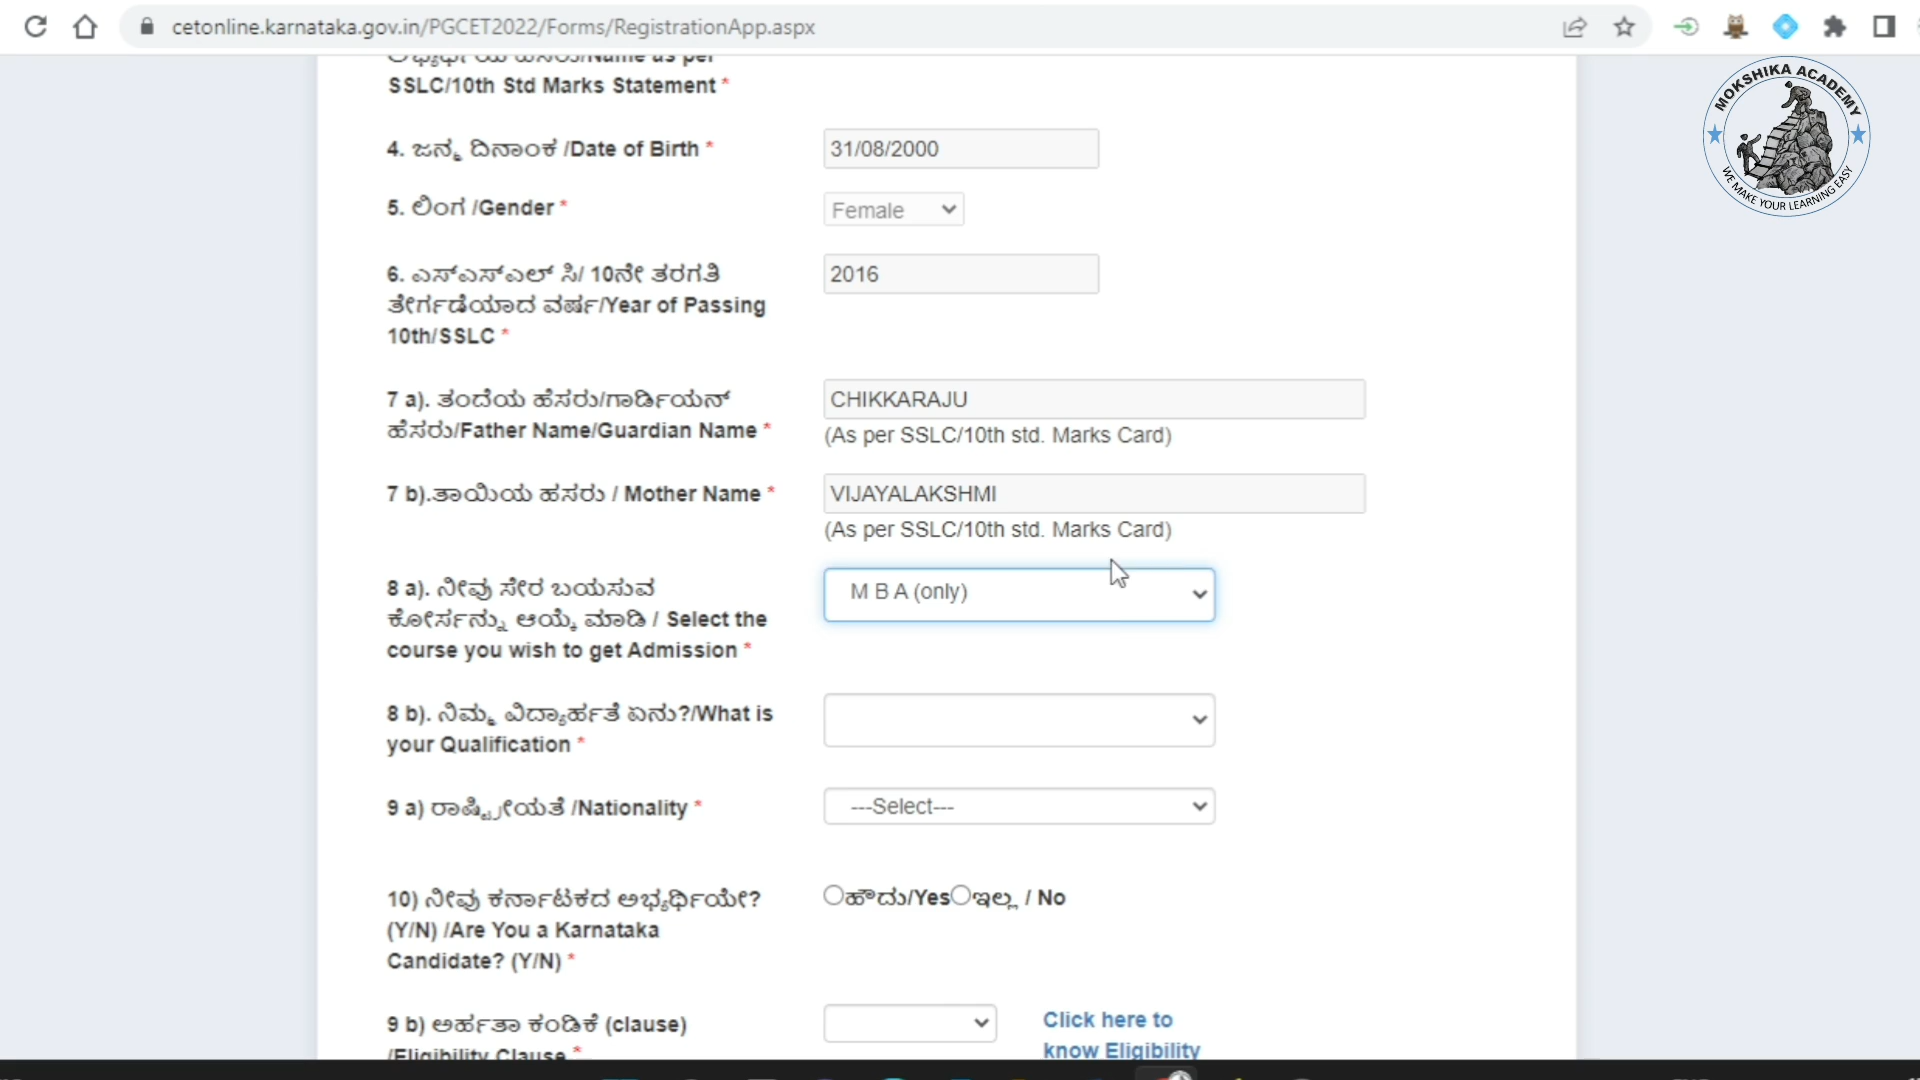 cetonline.karnataka.gov.in/PGCET2022/Forms/RegistrationApp.aspx
MOKSHIKA ACADEMY
WE MAKE YOUR LEARNING EASY
SSLC/10th Std Marks Statement *
4. ಜನ್ಮ ದಿನಾಂಕ /Date of Birth *
31/08/2000
5. ಲಿಂಗ /Gender *
Female
6. ಎಸ್ಎಸ್ಎಲ್ ಸಿ/ 10ನೇ ತರಗತಿ
ತೇರ್ಗಡೆಯಾದ ವರ್ಷ/Year of Passing
10th/SSLC *
2016
7 a). ತಂದೆಯ ಹೆಸರು/ಗಾರ್ಡಿಯನ್
ಹೆಸರು/Father Name/Guardian Name *
CHIKKARAJU
(As per SSLC/10th std. Marks Card)
7 b).ತಾಯಿಯ ಹಸರು / Mother Name *
VIJAYALAKSHMI
(As per SSLC/10th std. Marks Card)
8 a). ನೀವು ಸೇರ ಬಯಸುವ
ಕೋರ್ಸನ್ನು ಆಯ್ಕೆ ಮಾಡಿ / Select the
course you wish to get Admission *
M B A (only)
8 b). ನಿಮ್ಮ ವಿದ್ಯಾರ್ಹತೆ ಏನು?/What is
your Qualification *
9 a) ರಾಷ್ಟ್ರೀಯತೆ /Nationality *
---Select---
10) ನೀವು ಕರ್ನಾಟಕದ ಅಭ್ಯರ್ಥಿಯೇ?
(Y/N) /Are You a Karnataka
Candidate? (Y/N) *
ಹೌದು/Yes ಇಲ್ಲ / No
9 b) ಅರ್ಹತಾ ಕಂಡಿಕೆ (clause)
/Eligibility Clause *
Click here to
know Eligibility